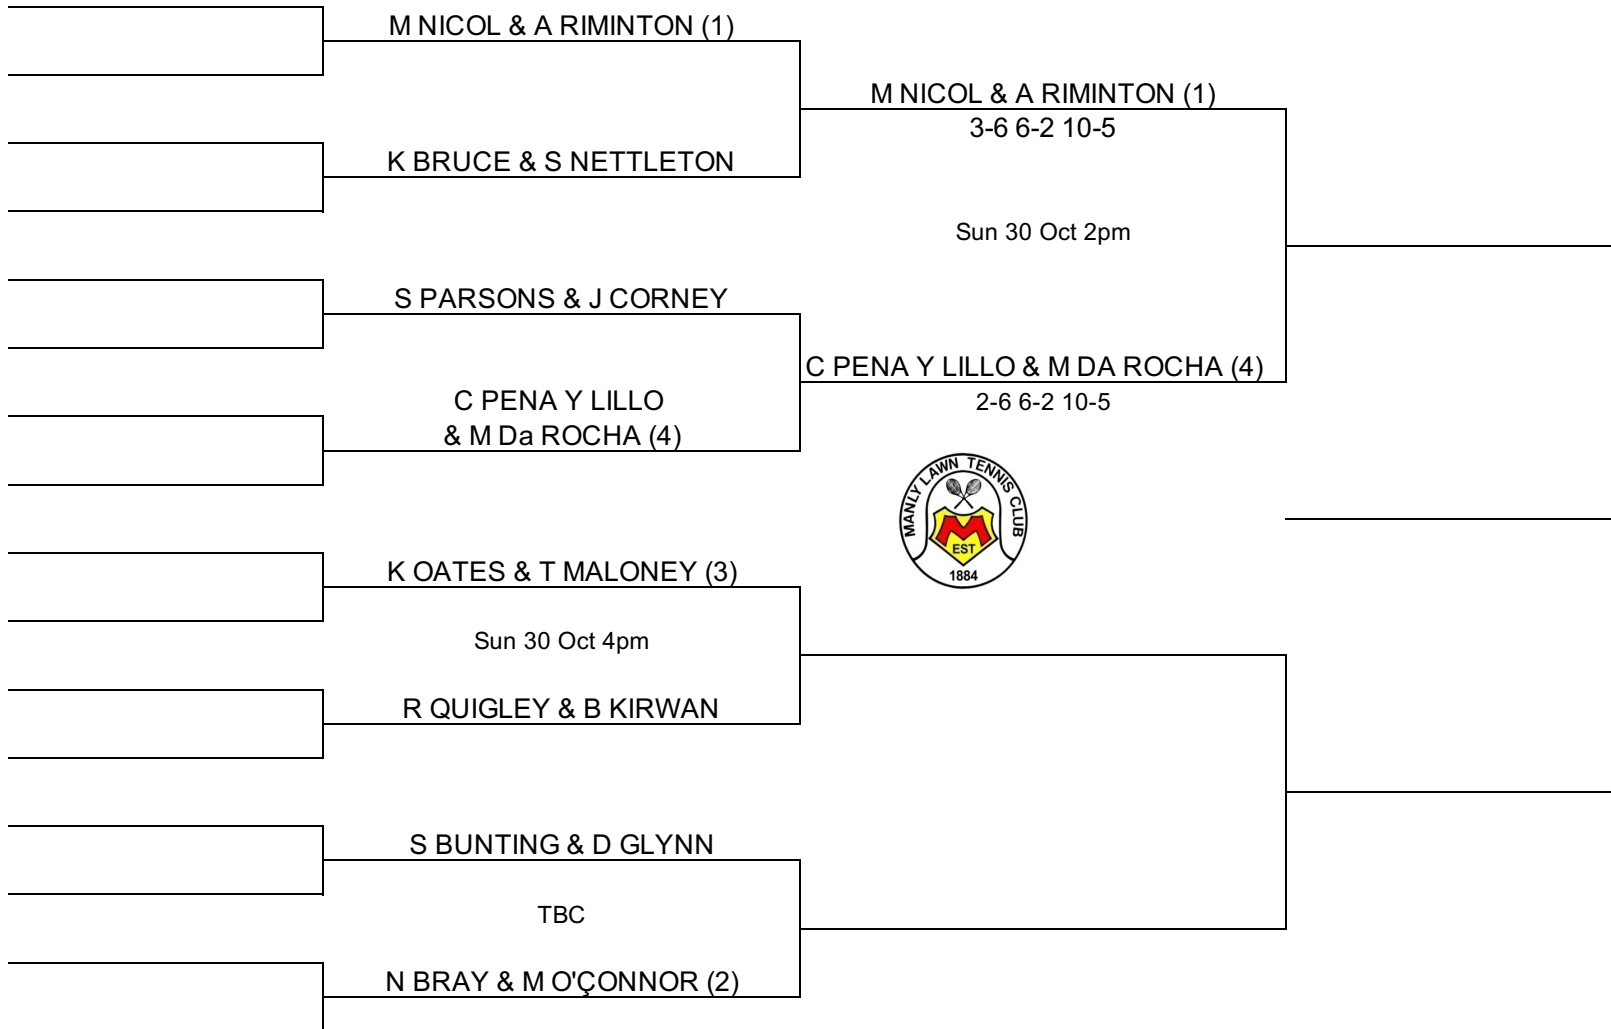 M NICOL & A RIMINTON (1)
M NICOL & A RIMINTON (1)
3-6 6-2 10-5
K BRUCE & S NETTLETON
Sun 30 Oct 2pm
S PARSONS & J CORNEY
C PENA Y LILLO & M DA ROCHA (4)
2-6 6-2 10-5
C PENA Y LILLO
& M Da ROCHA (4)
MANLY LAWN TENNIS CLUB
M
EST
1884
K OATES & T MALONEY (3)
Sun 30 Oct 4pm
R QUIGLEY & B KIRWAN
S BUNTING & D GLYNN
TBC
N BRAY & M O'ÇONNOR (2)